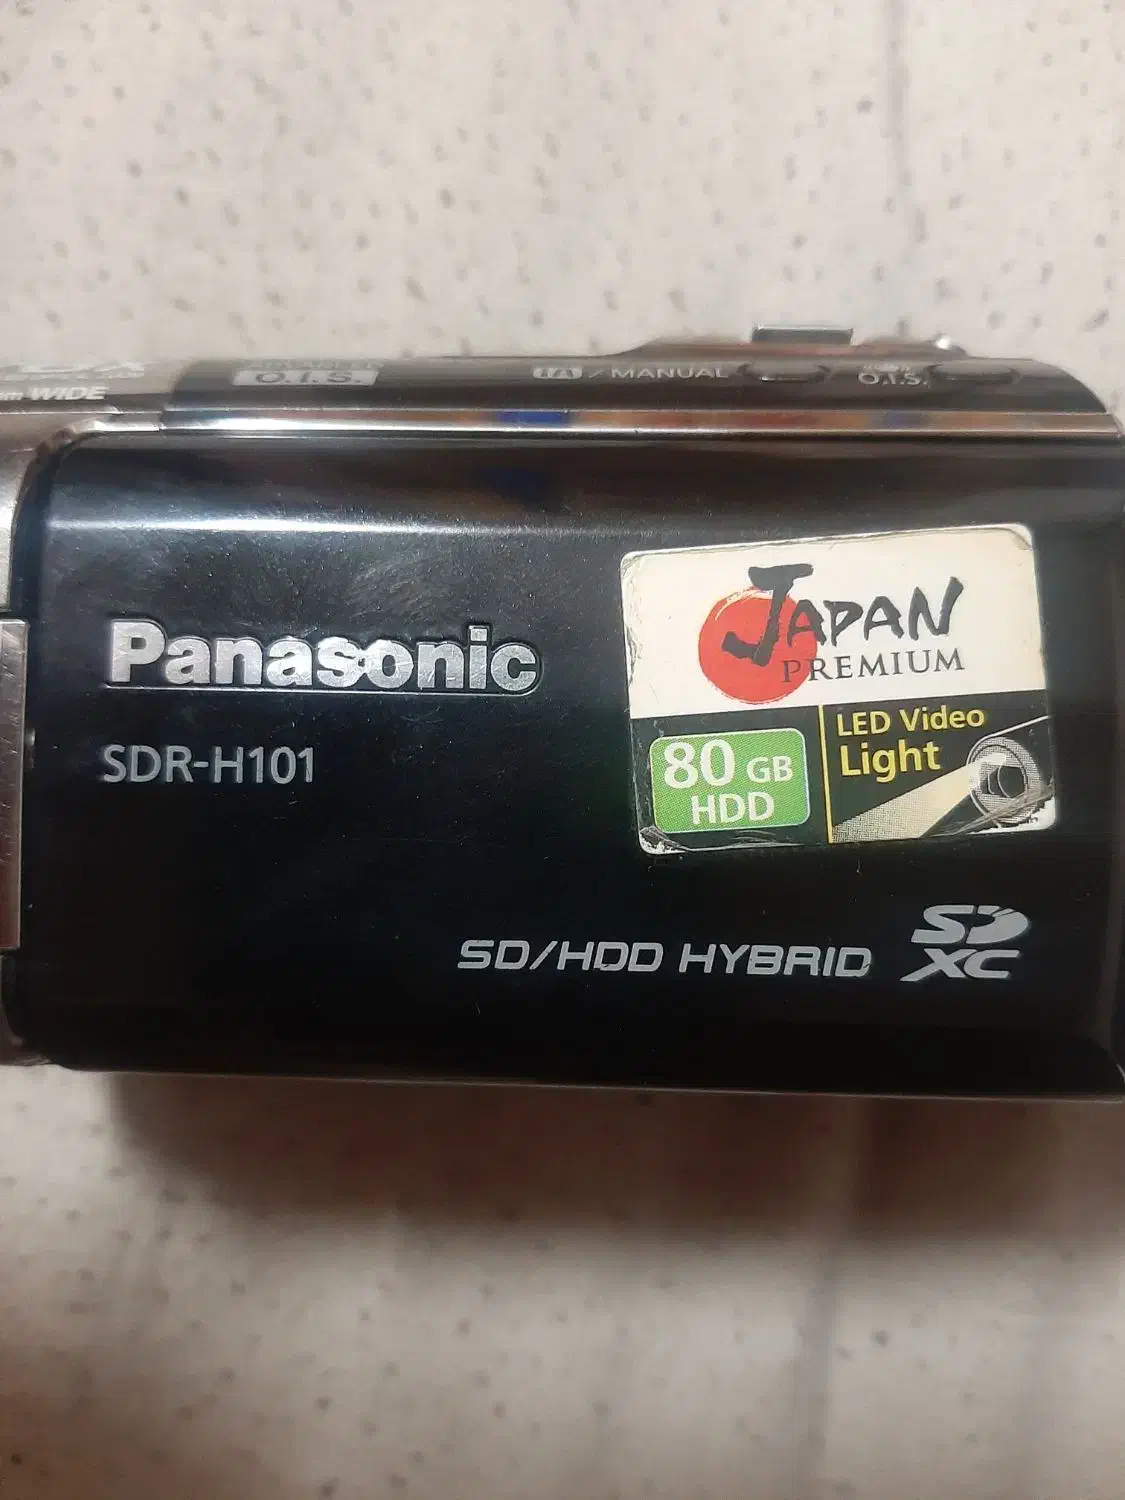 WIDE
O.I.S.
iA / MANUAL
O.I.S.
Panasonic
SDR-H101
JAPAN
PREMIUM
80 GB
HDD
LED Video
Light
SD/HDD HYBRID
SD
XC